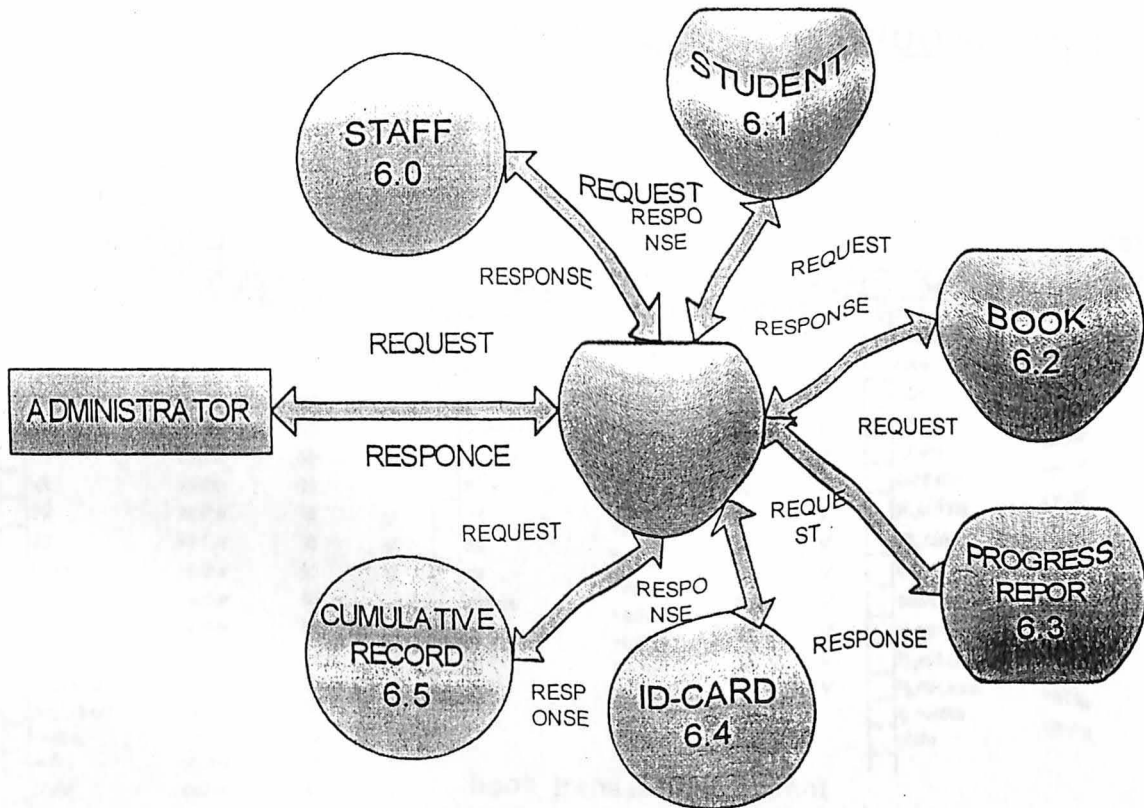 STUDENT
6.1
STAFF
6.0
REQUEST
RESPO
NSE
REQUEST
RESPONSE
RESPONSE
BOOK
6.2
REQUEST
ADMINISTRATOR
RESPONCE
REQUEST
REQUEST
REQUE
ST
PROGRESS
REPOR
6.3
RESPO
NSE
CUMULATIVE
RECORD
6.5
RESPONSE
RESP
ONSE
ID-CARD
6.4